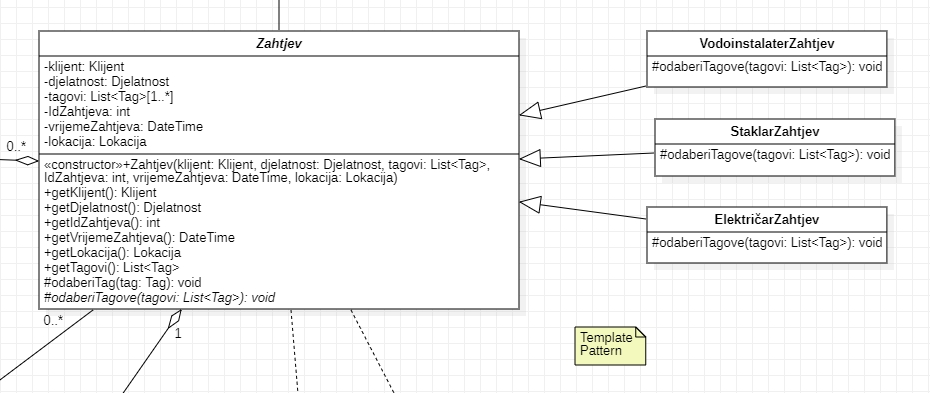 Zahtjev
-klijent: Klijent
-djelatnost: Djelatnost
-tagovi: List<Tag>[1..*]
-IdZahtjeva: int
-vrijemeZahtjeva: DateTime
-lokacija: Lokacija
0..*
«constructor»+Zahtjev(klijent: Klijent, djelatnost: Djelatnost, tagovi: List<Tag>,
IdZahtjeva: int, vrijemeZahtjeva: DateTime, lokacija: Lokacija)
+getKlijent(): Klijent
+getDjelatnost(): Djelatnost
+getIdZahtjeva(): int
+getVrijemeZahtjeva(): DateTime
+getLokacija(): Lokacija
+getTagovi(): List<Tag>
#odaberiTag(tag: Tag): void
#odaberiTagove(tagovi: List<Tag>): void
0..*
1
VodoinstalaterZahtjev
#odaberiTagove(tagovi: List<Tag>): void
StaklarZahtjev
#odaberiTagove(tagovi: List<Tag>): void
ElektričarZahtjev
#odaberiTagove(tagovi: List<Tag>): void
Template
Pattern